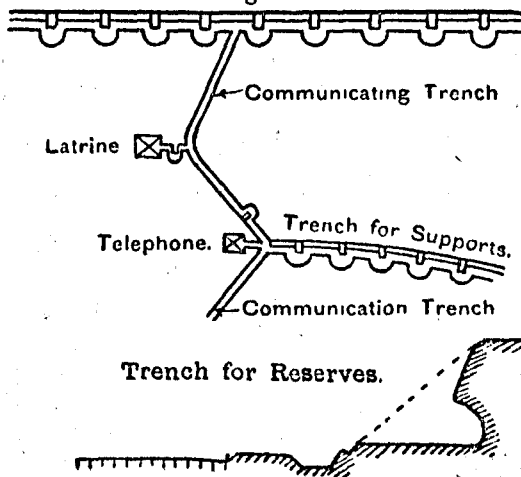 Communicating Trench
Latrine
Trench for Supports.
Telephone.
Communication Trench
Trench for Reserves.